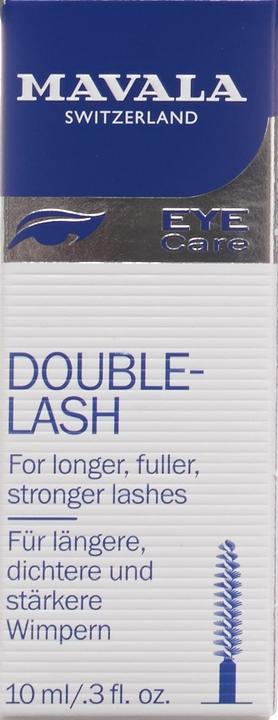 MAVALA
SWITZERLAND
EYE
Care
DOUBLE-
LASH
For longer, fuller,
stronger lashes
Für längere,
dichtere und
stärkere
Wimpern
10 ml/.3 fl. oz.